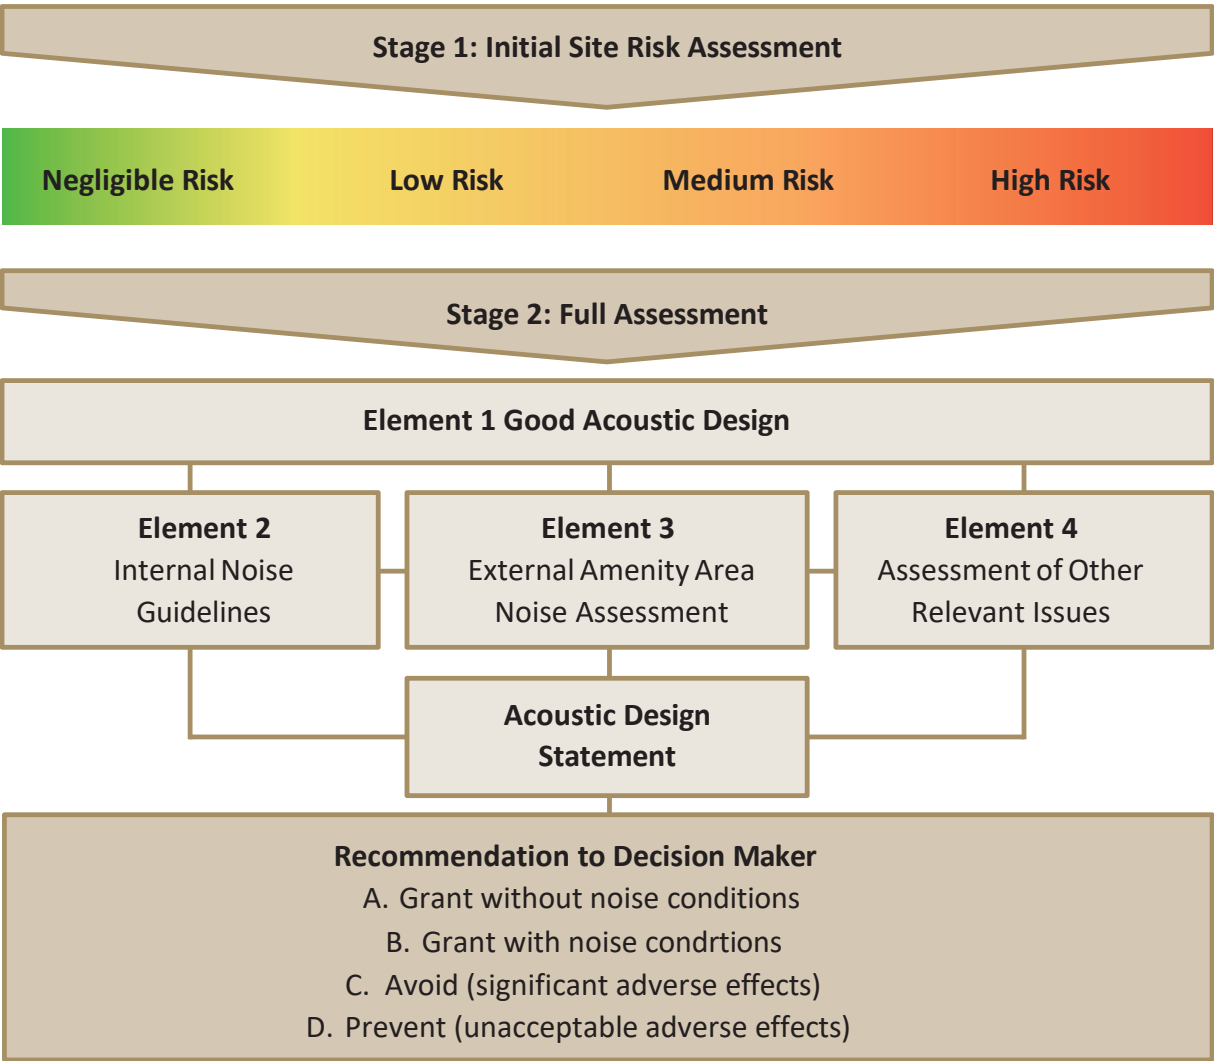 Stage 1: Initial Site Risk Assessment
Negligible Risk Low Risk Medium Risk High Risk
Stage 2: Full Assessment
Element 1 Good Acoustic Design
Element 2
Internal Noise
Guidelines
Element 3
External Amenity Area
Noise Assessment
Element 4
Assessment of Other
Relevant Issues
Acoustic Design
Statement
Recommendation to Decision Maker
A. Grant without noise conditions
B. Grant with noise condrtions
C. Avoid (significant adverse effects)
D. Prevent (unacceptable adverse effects)